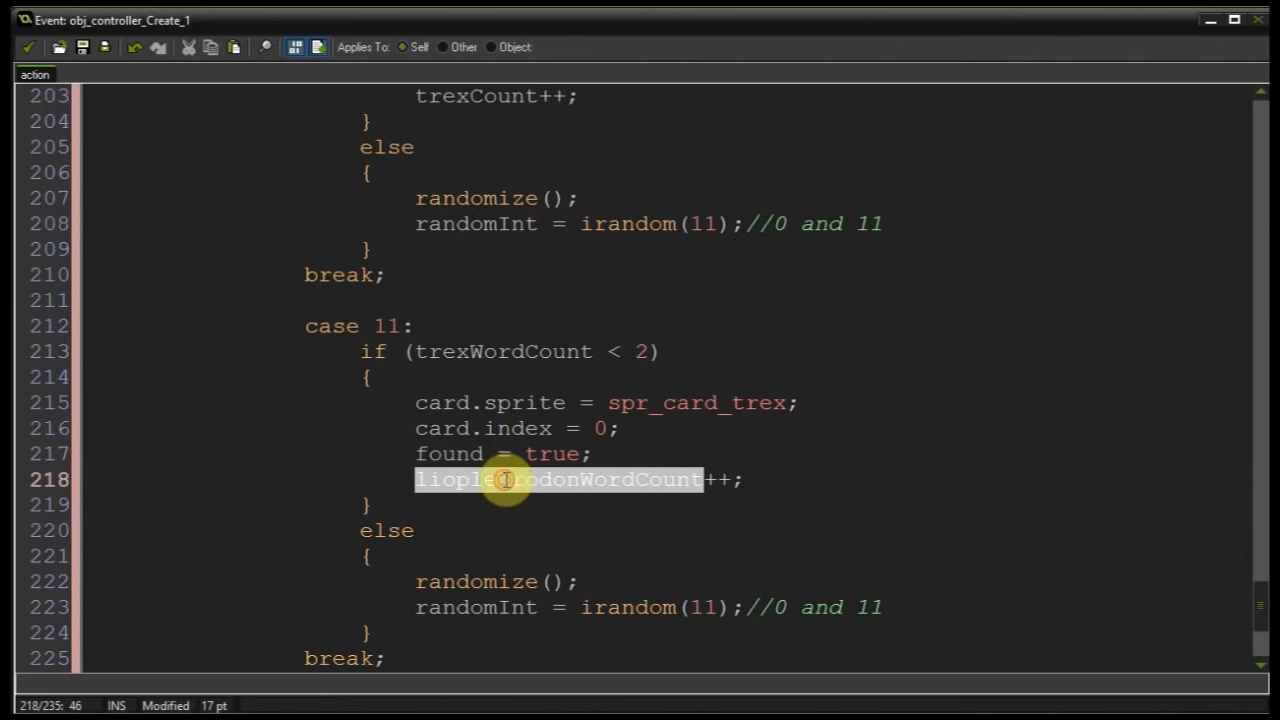 Event: obj_controller_Create_1
Applies To: Self Other Object
action
203 trexCount++;
204 }
205 else
206 {
207 randomize();
208 randomInt = irandom(11);//0 and 11
209 }
210 break;
211
212 case 11:
213 if (trexWordCount < 2)
214 {
215 card.sprite = spr_card_trex;
216 card.index = 0;
217 found = true;
218 liopleurodonWordCount++;
219 }
220 else
221 {
222 randomize();
223 randomInt = irandom(11);//0 and 11
224 }
225 break;
218/235: 46 INS Modified 17 pt